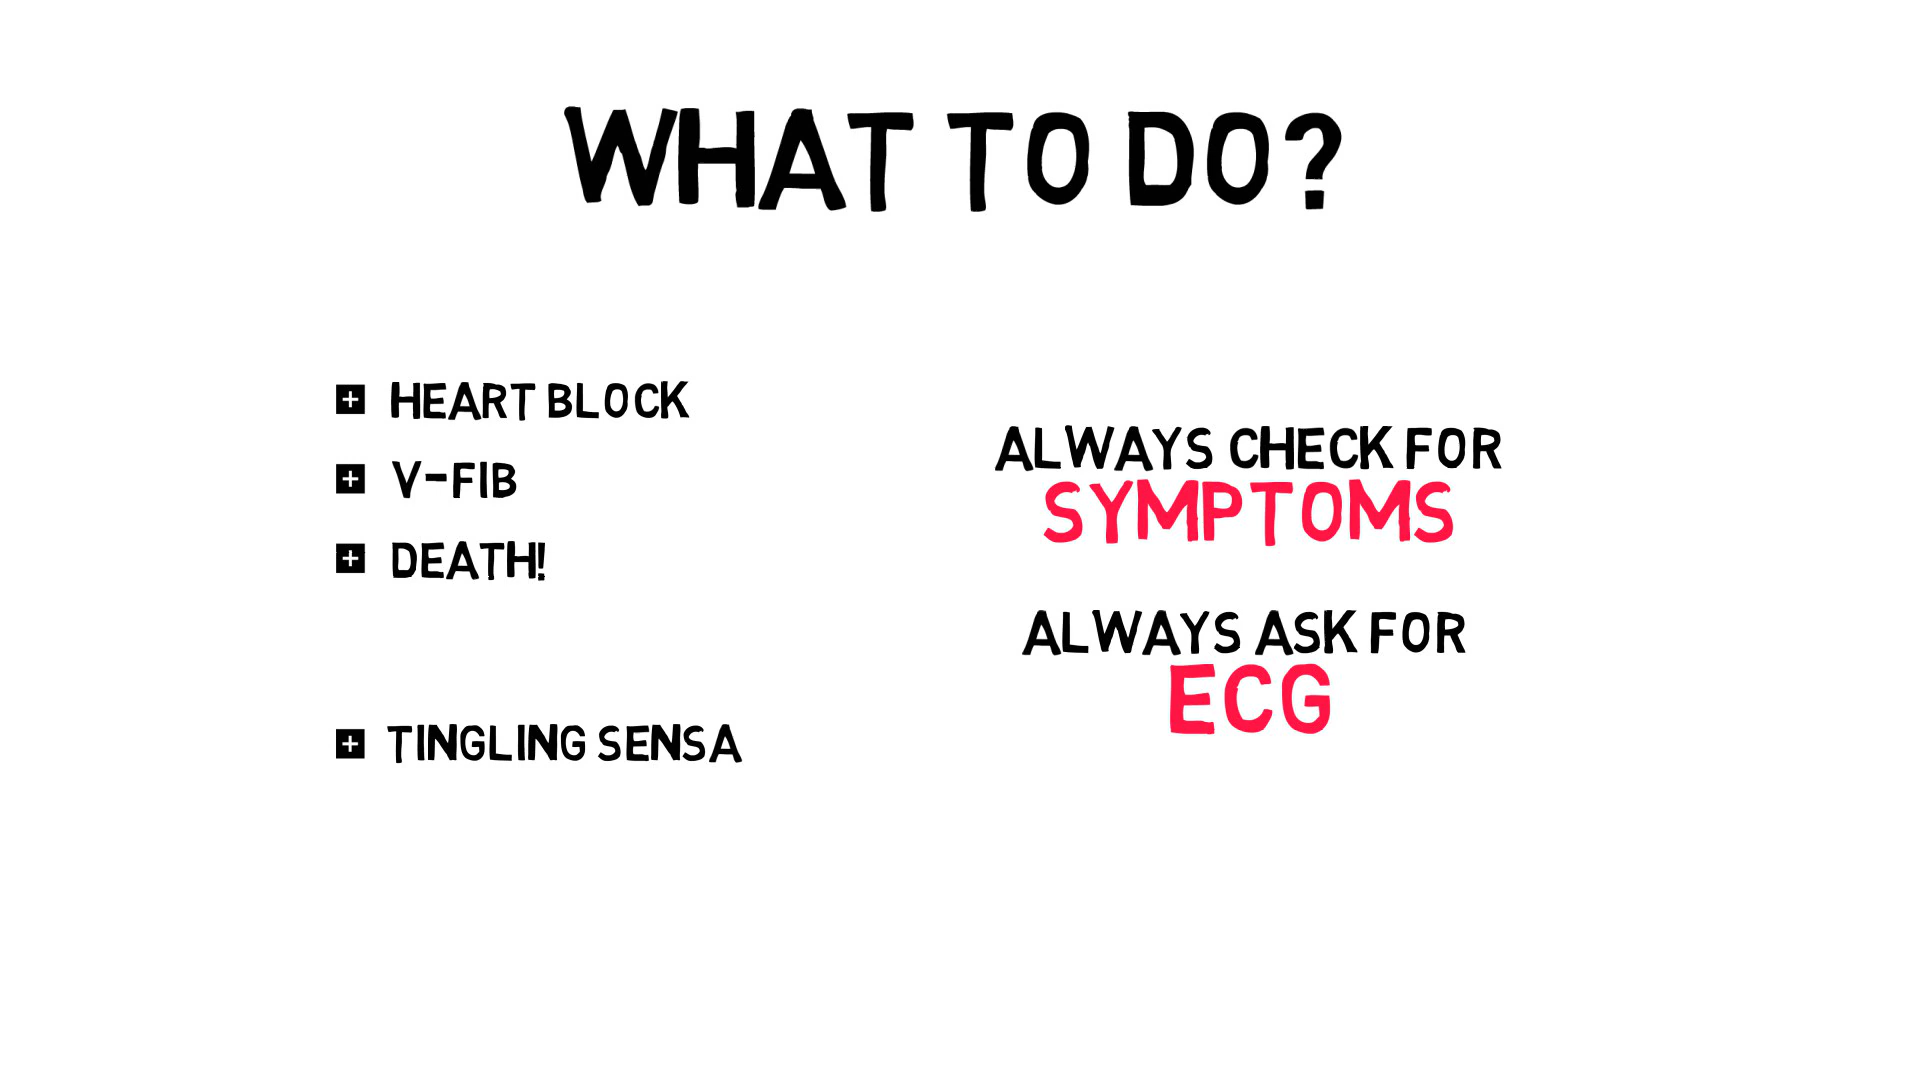 WHAT TO DO?
HEART BLOCK
V-FIB
DEATH!
TINGLING SENSA
ALWAYS CHECK FOR
SYMPTOMS
ALWAYS ASK FOR
ECG